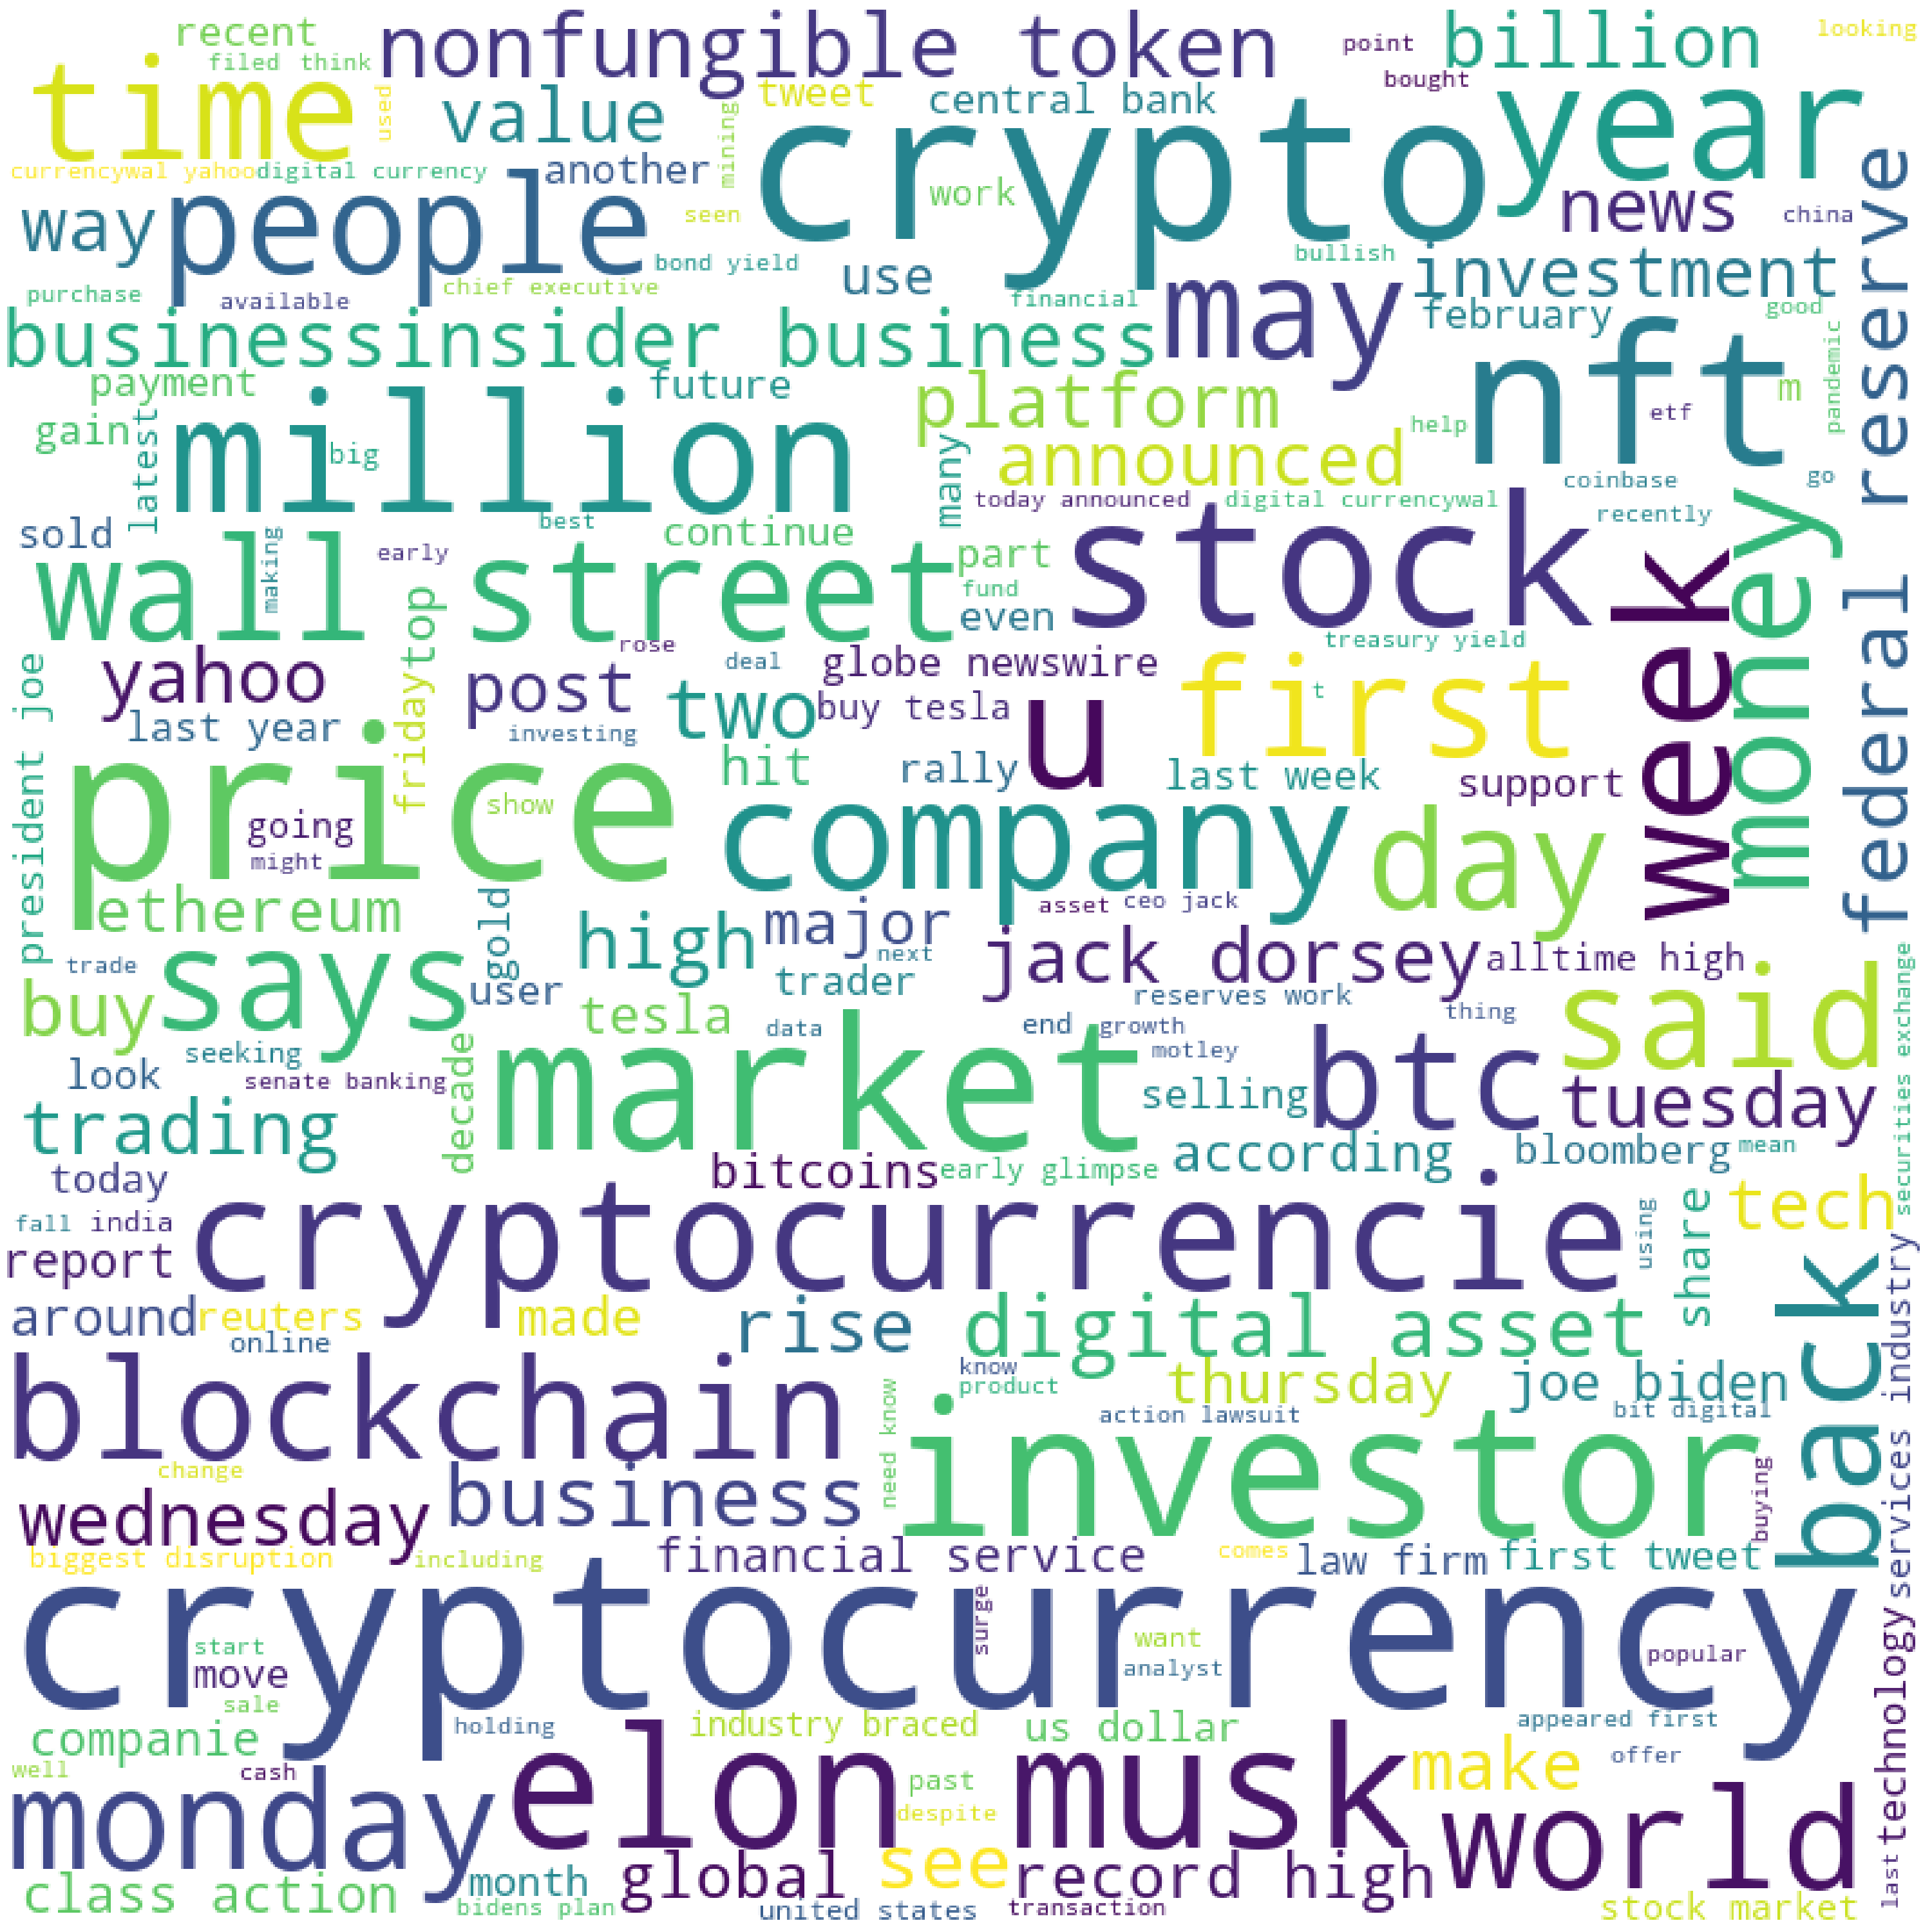 recent
nonfungible token
billion
looking
filed think
point
bought
time
used
value
tweet
central bank
year
currencywal yahoo
digital currency
another
mining
crypto
work
news
china
reserve
federal
way
people
seen
bond yield
use
bullish
investment
purchase
available
chief executive
financial
may
february
good
businessinsider business
payment
future
platform
nft
m
pandemic
gain
latest
million
big
announced
help
etf
many
today announced
digital currencywal
coinbase
go
sold
best
continue
stock
recently
wall street
making
early
part
fund
even
week
money
rose
treasury yield
yahoo
fridaytop
post
deal
globe newswire
first
t
two
buy tesla
u
president joe
last year
investing
hit
rally
last week
support
price
going
might
show
company
day
ethereum
ugold
high
major
next
asset
ceo jack
jack dorsey
alltime high
trade
says
user
trader
reserves work
said
securities exchange
buy
tesla
data
end
growth
thing
look
seeking
senate banking
decade
market
motley
btc
trading
selling
tuesday
today
bitcoins
early glimpse
according
bloomberg
mean
fall
india
cryptocurrencie
using
share
tech
report
around
reuters
online
made
rise
digital asset
back
services industry
blockchain
know
product
thursday
joe biden
need know
action lawsuit
bit digital
change
business
investor
buying
wednesday
biggest disruption
including
financial service
comes
law firm
first tweet
cryptocurrency
start
move
sale
surge
want
analyst
popular
technology
companie
holding
industry braced
us dollar
appeared first
offer
well
cash
elon musk
past
despite
make
monday
world
class action
month
global
see
record high
last
bidens plan
united states
transaction
stock market